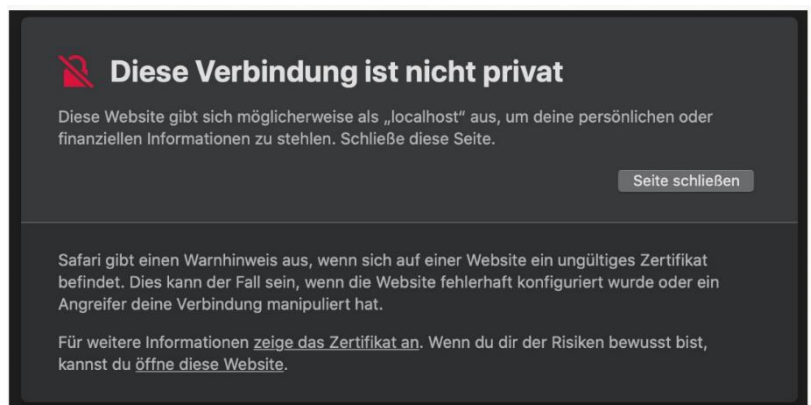 Diese Verbindung ist nicht privat
Diese Website gibt sich möglicherweise als „localhost“ aus, um deine persönlichen oder
finanziellen Informationen zu stehlen. Schließe diese Seite.
Seite schließen
Safari gibt einen Warnhinweis aus, wenn sich auf einer Website ein ungültiges Zertifikat
befindet. Dies kann der Fall sein, wenn die Website fehlerhaft konfiguriert wurde oder ein
Angreifer deine Verbindung manipuliert hat.
Für weitere Informationen zeige das Zertifikat an. Wenn du dir der Risiken bewusst bist,
kannst du öffne diese Website.